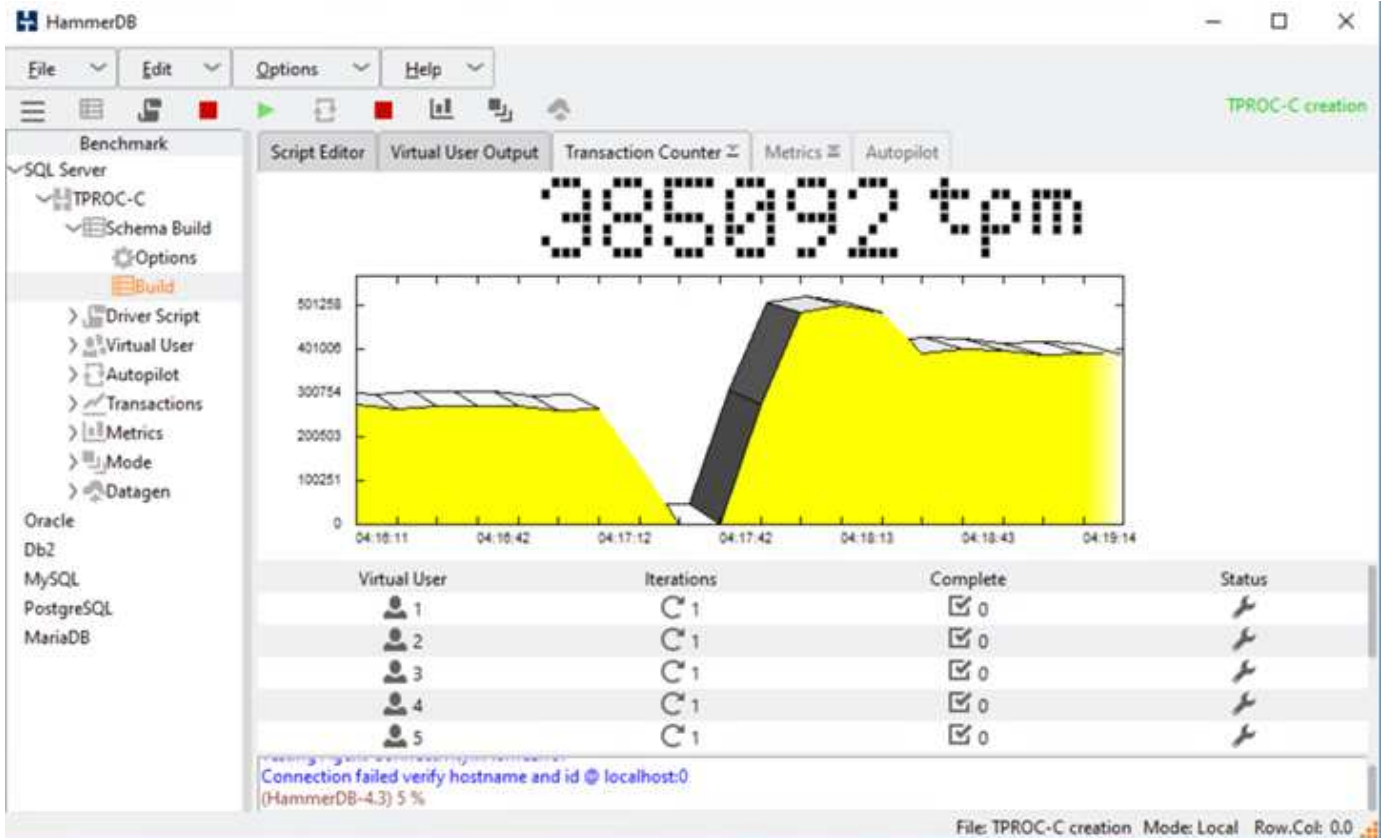 HammerDB
File Edit Options Help
TPROC-C creation
Benchmark
SQL Server
TPROC-C
Schema Build
Options
Build
Driver Script
Virtual User
Autopilot
Transactions
Metrics
Mode
Datagen
Oracle
Db2
MySQL
PostgreSQL
MariaDB
Script Editor Virtual User Output Transaction Counter Metrics Autopilot
385092 tpm
501258
401006
300754
200503
100251
0
04:16:11 04:16:42 04:17:12 04:17:42 04:18:13 04:18:43 04:19:14
Virtual User Iterations Complete Status
1 1 0
2 1 0
3 1 0
4 1 0
5 1 0
Connection failed verify hostname and id @ localhost:0
(HammerDB-4.3) 5 %
File: TPROC-C creation Mode: Local Row.Col: 0.0